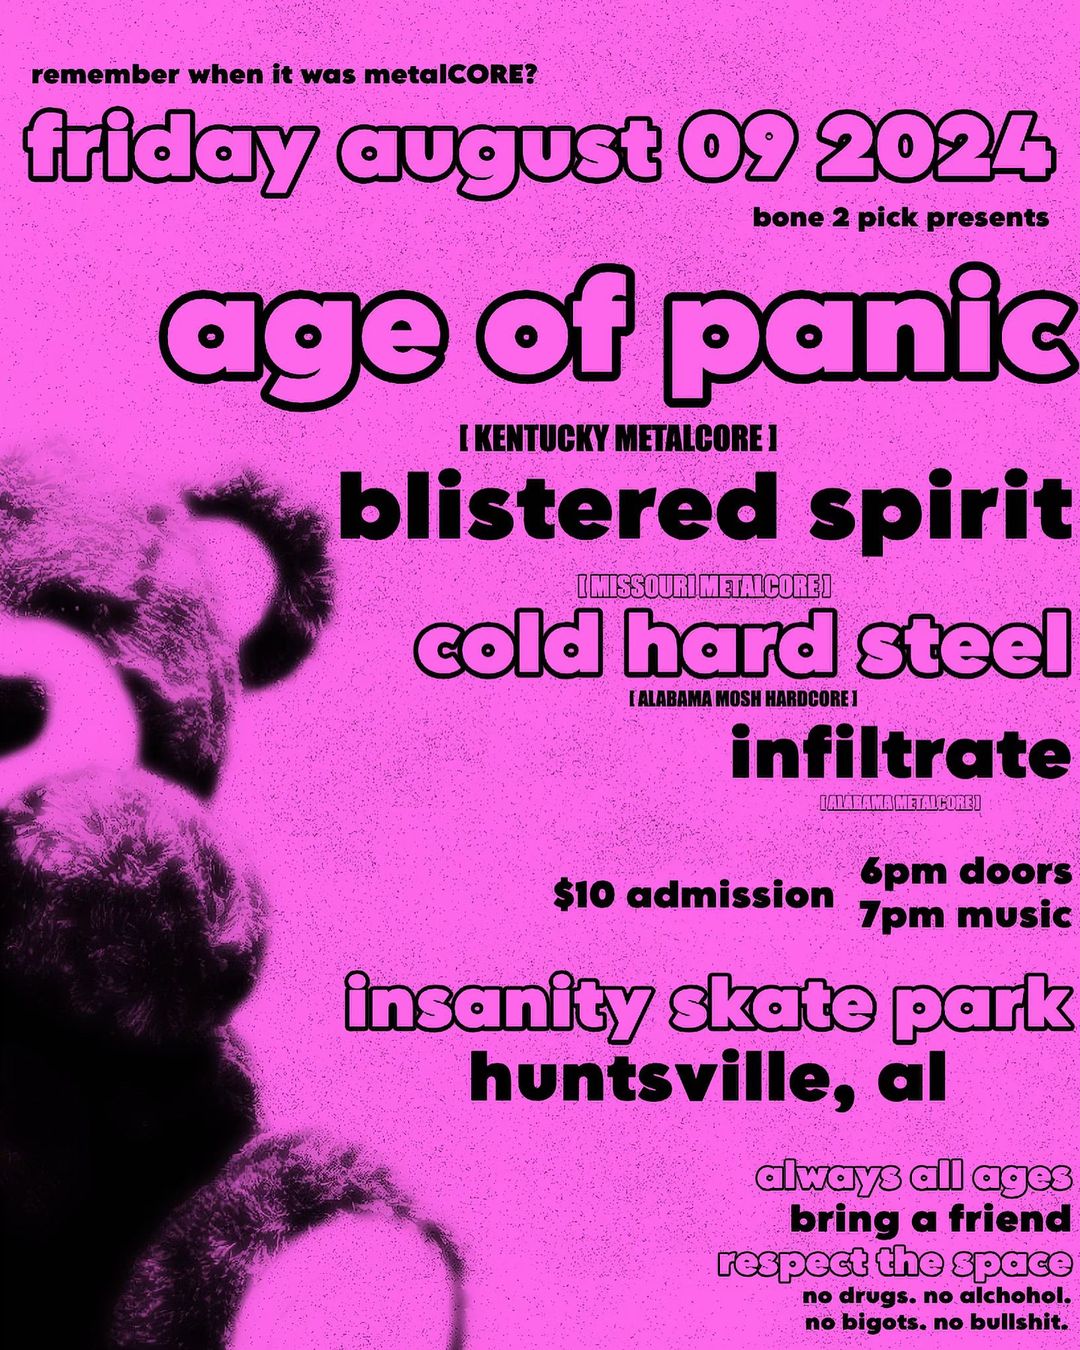 remember when it was metalCORE?
friday august 09 2024
bone 2 pick presents
age of panic
[ KENTUCKY METALCORE ]
blistered spirit
[ MISSOURI METALCORE ]
cold hard steel
[ ALABAMA MOSH HARDCORE ]
infiltrate
[ ALABAMA METALCORE ]
$10 admission
6pm doors
7pm music
insanity skate park
huntsville, al
always all ages
bring a friend
respect the space
no drugs. no alchohol.
no bigots. no bullshit.